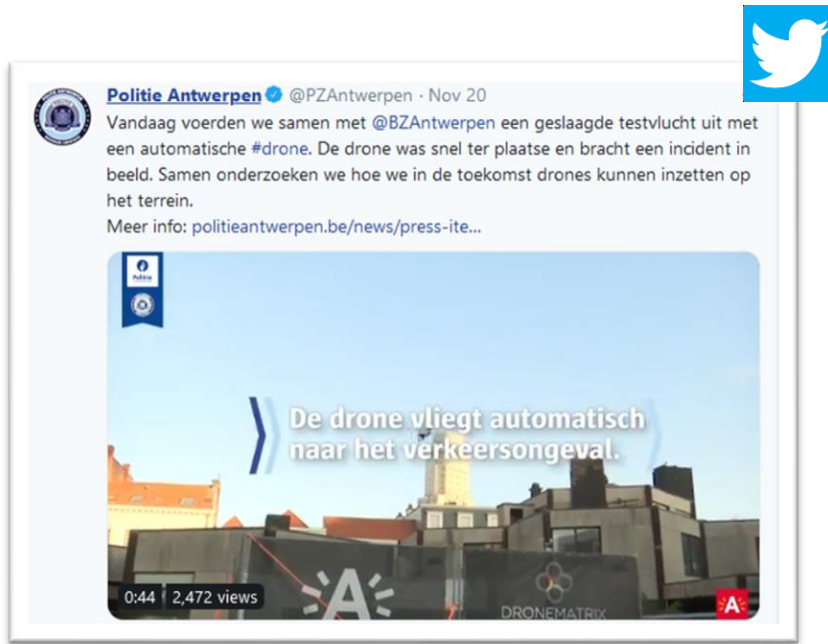 Politie Antwerpen @PZAntwerpen · Nov 20
Vandaag voerden we samen met @BZAntwerpen een geslaagde testvlucht uit met
een automatische #drone. De drone was snel ter plaatse en bracht een incident in
beeld. Samen onderzoeken we hoe we in de toekomst drones kunnen inzetten op
het terrein.
Meer info: politieantwerpen.be/news/press-ite...
Politie
De drone vliegt automatisch
naar het verkeersongeval.
0:44 2,472 views
A
DRONEMATRIX
A